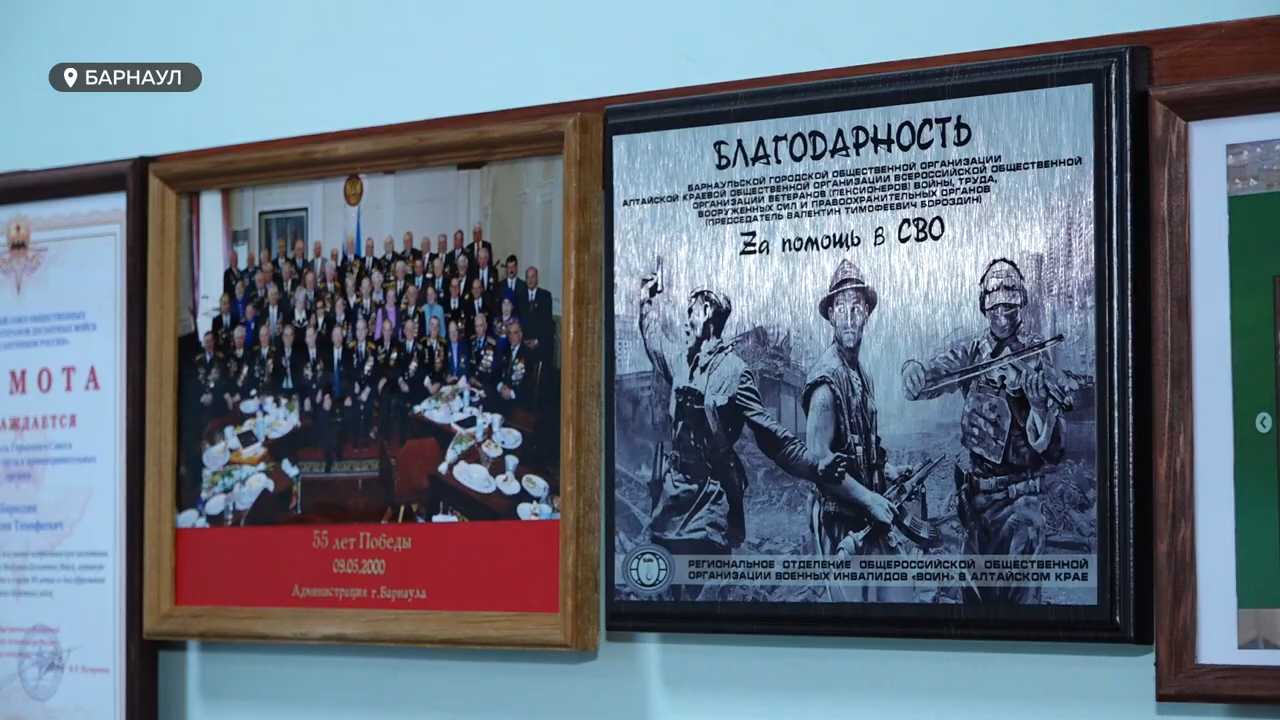 БАРНАУЛ
МОТА
АЖДАЕТСЯ
55 лет Победы
09.05.2000
Администрация г.Барнаула
БЛАГОДАРНОСТЬ
БАРНАУЛЬСКОЙ ГОРОДСКОЙ ОБЩЕСТВЕННОЙ ОРГАНИЗАЦИИ
АЛТАЙСКОЙ КРАЕВОЙ ОБЩЕСТВЕННОЙ ОРГАНИЗАЦИИ ВСЕРОССИЙСКОЙ ОБЩЕСТВЕННОЙ
ОРГАНИЗАЦИИ ВЕТЕРАНОВ (ПЕНСИОНЕРОВ) ВОЙНЫ, ТРУДА,
ВООРУЖЕННЫХ СИЛ И ПРАВООХРАНИТЕЛЬНЫХ ОРГАНОВ
(ПРЕДСЕДАТЕЛЬ ВАЛЕНТИН ТИМОФЕЕВИЧ БОРОЗДИН)
Zа помощь в СВО
РЕГИОНАЛЬНОЕ ОТДЕЛЕНИЕ ОБЩЕРОССИЙСКОЙ ОБЩЕСТВЕННОЙ
ОРГАНИЗАЦИИ ВОЕННЫХ ИНВАЛИДОВ «ВОИН» В АЛТАЙСКОМ КРАЕ